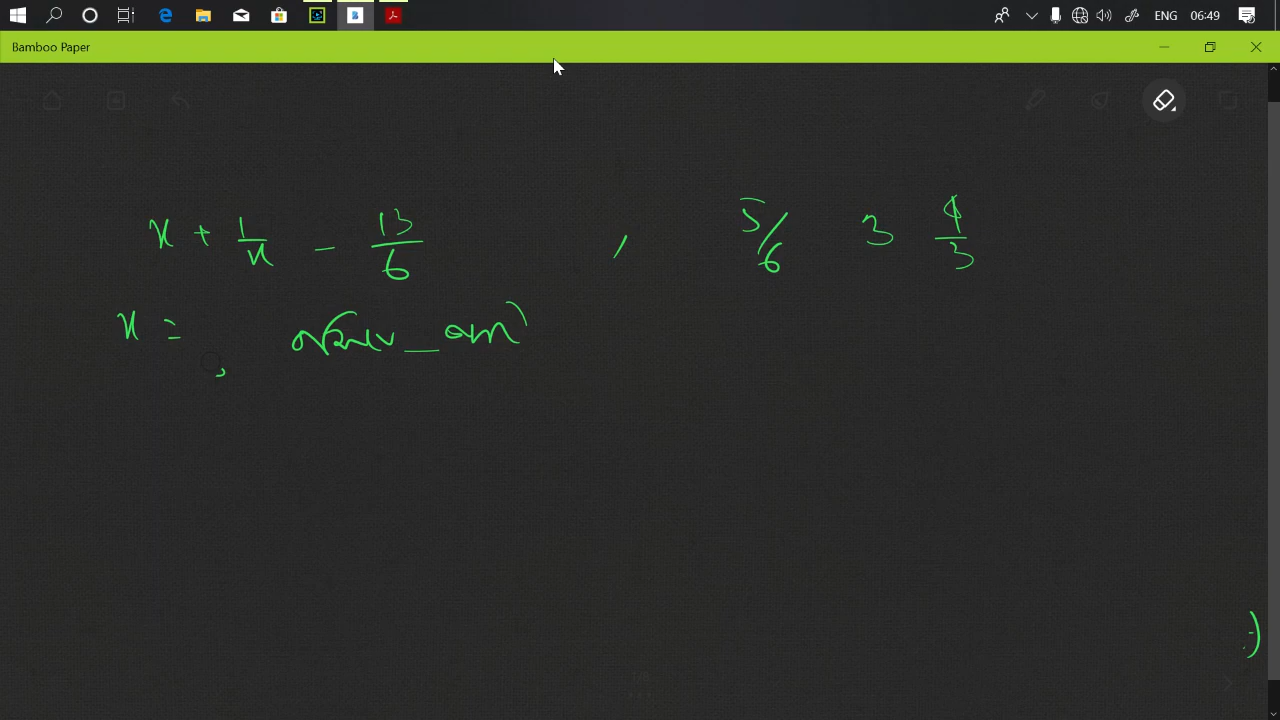 ENG 06:49
Bamboo Paper
x + 1/x - 13/6 , 5/6 3 4/3
x =